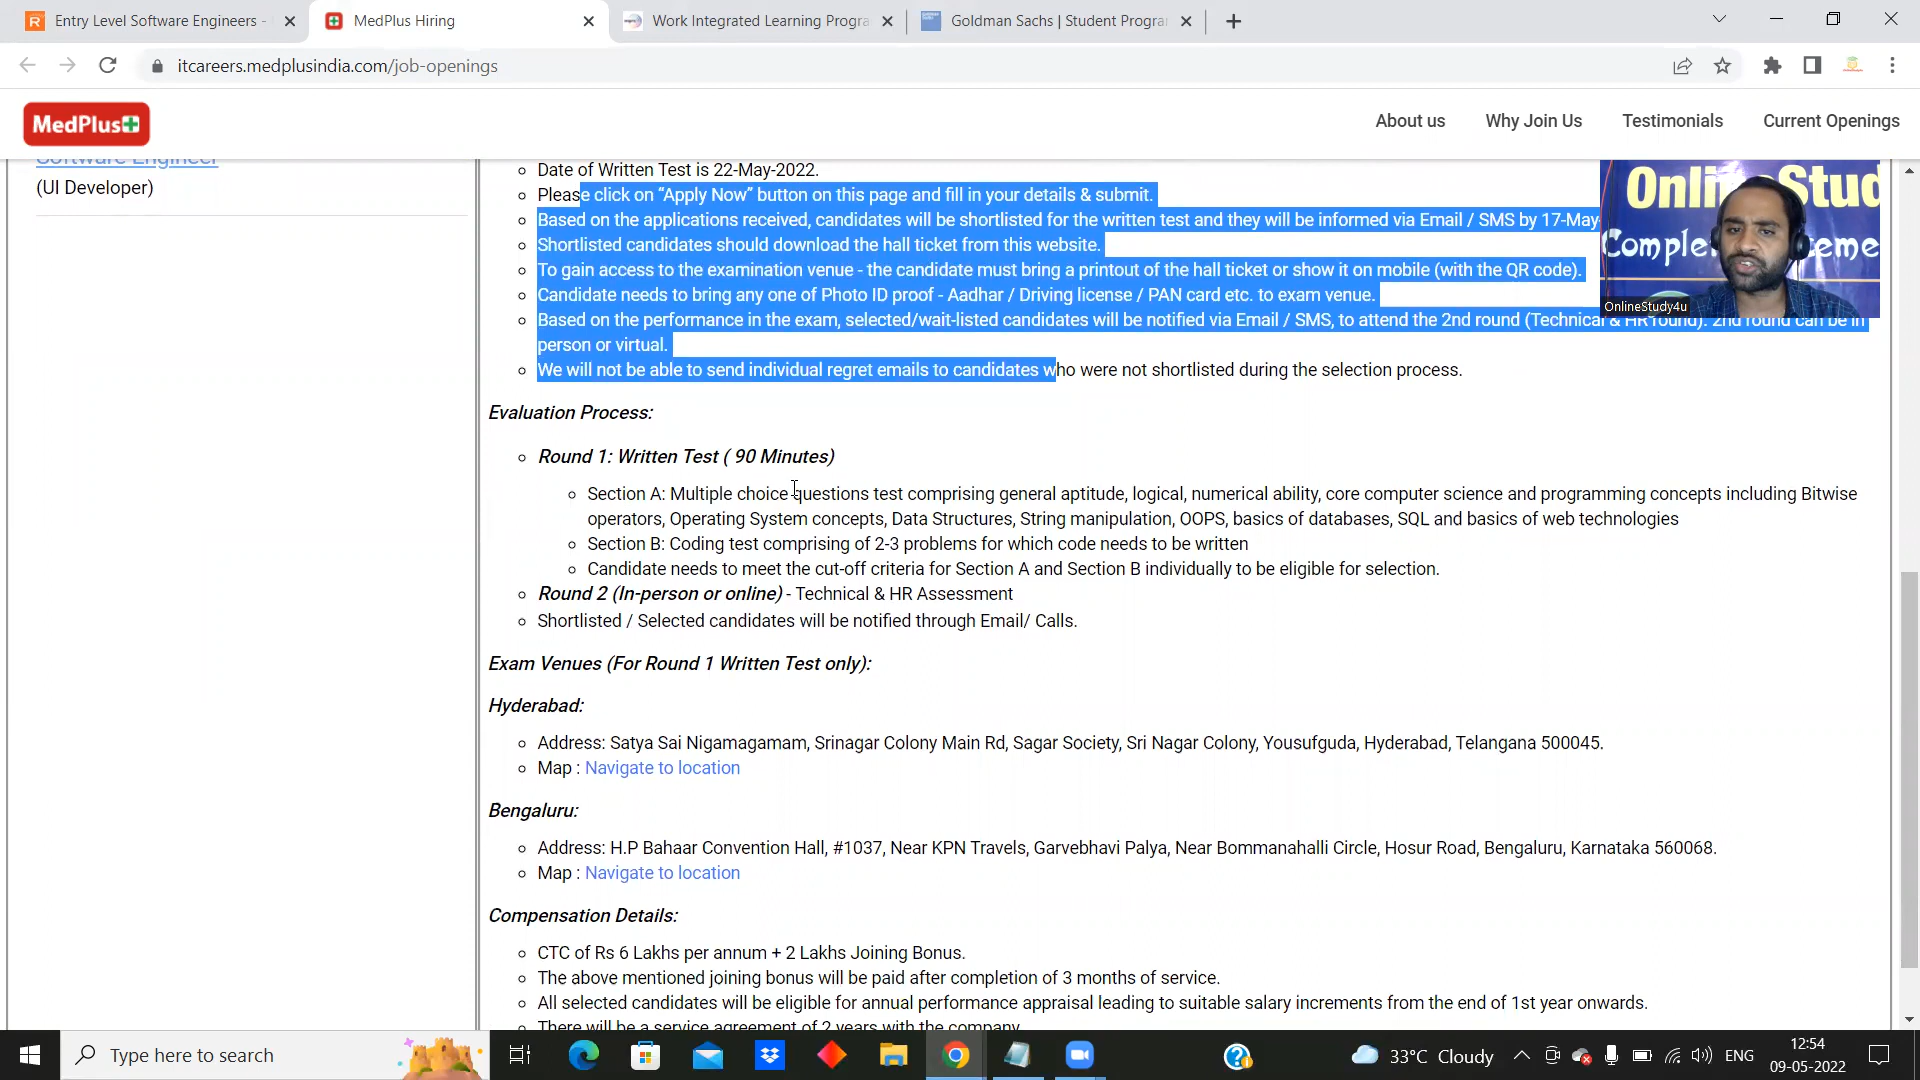 Entry Level Software Engineers -
MedPlus Hiring
Work Integrated Learning Progra
Goldman Sachs | Student Progra
itcareers.medplusindia.com/job-openings
MedPlus
About us
Why Join Us
Testimonials
Current Openings
Software Engineer
(UI Developer)
Date of Written Test is 22-May-2022.
Please click on “Apply Now” button on this page and fill in your details & submit.
Based on the applications received, candidates will be shortlisted for the written test and they will be informed via Email / SMS by 17-May-
Shortlisted candidates should download the hall ticket from this website.
To gain access to the examination venue - the candidate must bring a printout of the hall ticket or show it on mobile (with the QR code).
Candidate needs to bring any one of Photo ID proof - Aadhar / Driving license / PAN card etc. to exam venue.
Based on the performance in the exam, selected/wait-listed candidates will be notified via Email / SMS, to attend the 2nd round (Technical & HR round). 2nd round can be in
person or virtual.
We will not be able to send individual regret emails to candidates who were not shortlisted during the selection process.
OnlineStudy4u
Evaluation Process:
Round 1: Written Test ( 90 Minutes)
Section A: Multiple choice questions test comprising general aptitude, logical, numerical ability, core computer science and programming concepts including Bitwise
operators, Operating System concepts, Data Structures, String manipulation, OOPS, basics of databases, SQL and basics of web technologies
Section B: Coding test comprising of 2-3 problems for which code needs to be written
Candidate needs to meet the cut-off criteria for Section A and Section B individually to be eligible for selection.
Round 2 (In-person or online) - Technical & HR Assessment
Shortlisted / Selected candidates will be notified through Email/ Calls.
Exam Venues (For Round 1 Written Test only):
Hyderabad:
Address: Satya Sai Nigamagamam, Srinagar Colony Main Rd, Sagar Society, Sri Nagar Colony, Yousufguda, Hyderabad, Telangana 500045.
Map : Navigate to location
Bengaluru:
Address: H.P Bahaar Convention Hall, #1037, Near KPN Travels, Garvebhavi Palya, Near Bommanahalli Circle, Hosur Road, Bengaluru, Karnataka 560068.
Map : Navigate to location
Compensation Details:
CTC of Rs 6 Lakhs per annum + 2 Lakhs Joining Bonus.
The above mentioned joining bonus will be paid after completion of 3 months of service.
All selected candidates will be eligible for annual performance appraisal leading to suitable salary increments from the end of 1st year onwards.
There will be a service agreement of 2 years with the company
Type here to search
33°C Cloudy
ENG
12:54
09-05-2022